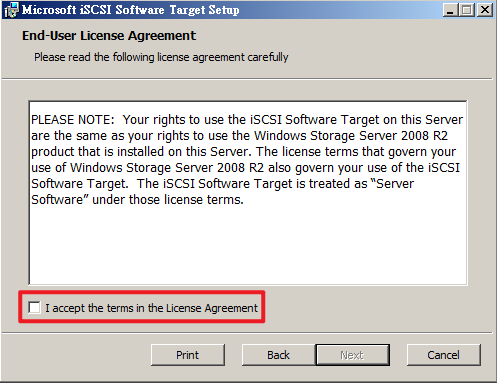 Microsoft iSCSI Software Target Setup
End-User License Agreement
Please read the following license agreement carefully
PLEASE NOTE:  Your rights to use the iSCSI Software Target on this Server
are the same as your rights to use the Windows Storage Server 2008 R2
product that is installed on this Server. The license terms that govern your
use of Windows Storage Server 2008 R2 also govern your use of the iSCSI
Software Target.  The iSCSI Software Target is treated as “Server
Software” under those license terms.
I accept the terms in the License Agreement
Print Back Next Cancel